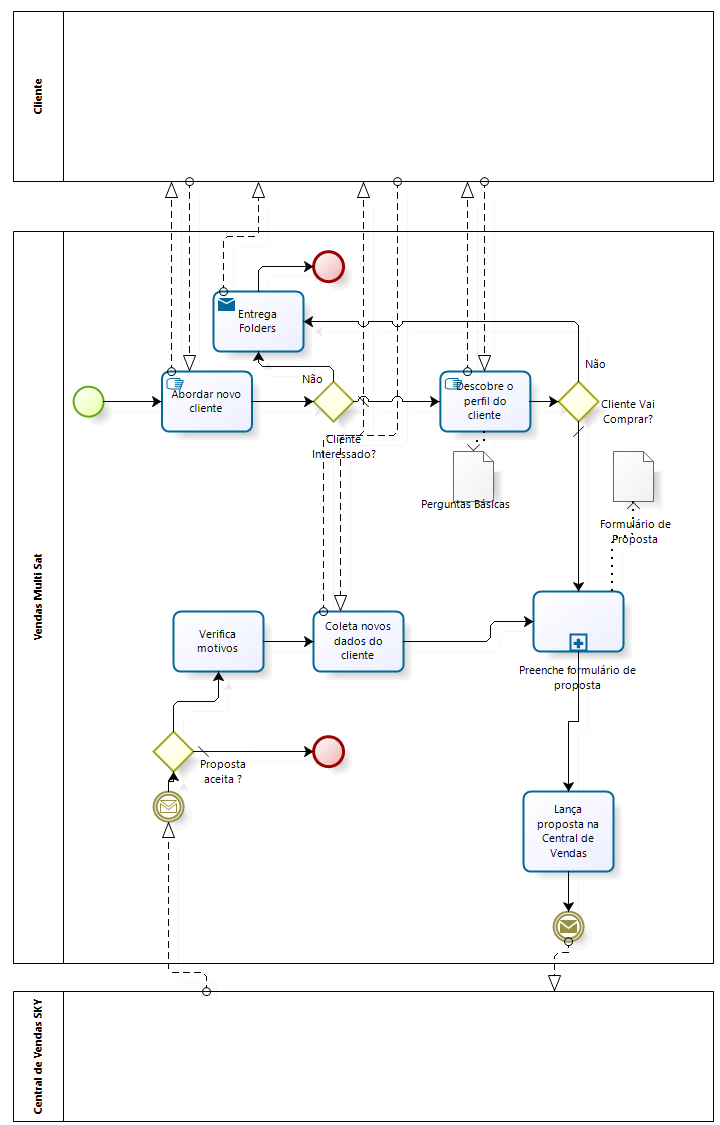 Cliente
Vendas Multi Sat
Entrega
Folders
Não
Abordar novo
cliente
Cliente
Interessado?
Descobre o
perfil do
cliente
Não
Cliente Vai
Comprar?
Perguntas Básicas
Formulário de
Proposta
Verifica
motivos
Coleta novos
dados do
cliente
Preenche formulário de
proposta
Proposta
aceita ?
Lança
proposta na
Central de
Vendas
Central de Vendas SKY